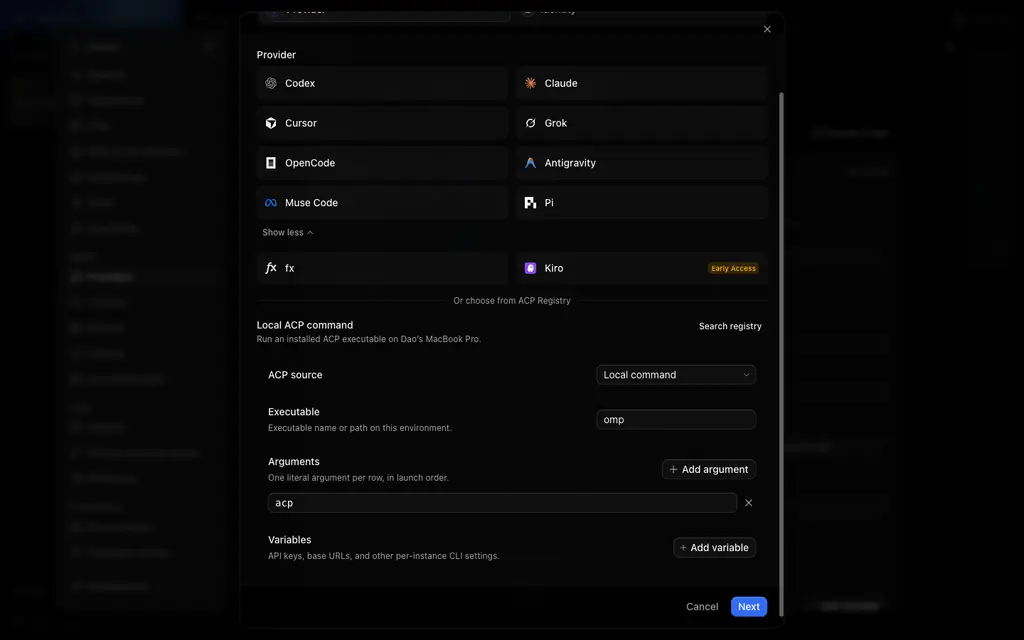 Provider
Codex
Claude
Cursor
Grok
OpenCode
Antigravity
Muse Code
Pi
Show less
fx
Kiro
Early Access
Or choose from ACP Registry
Local ACP command
Search registry
Run an installed ACP executable on Dao's MacBook Pro.
ACP source
Local command
Executable
Executable name or path on this environment.
omp
Arguments
One literal argument per row, in launch order.
+ Add argument
acp
Variables
API keys, base URLs, and other per-instance CLI settings.
+ Add variable
Cancel
Next